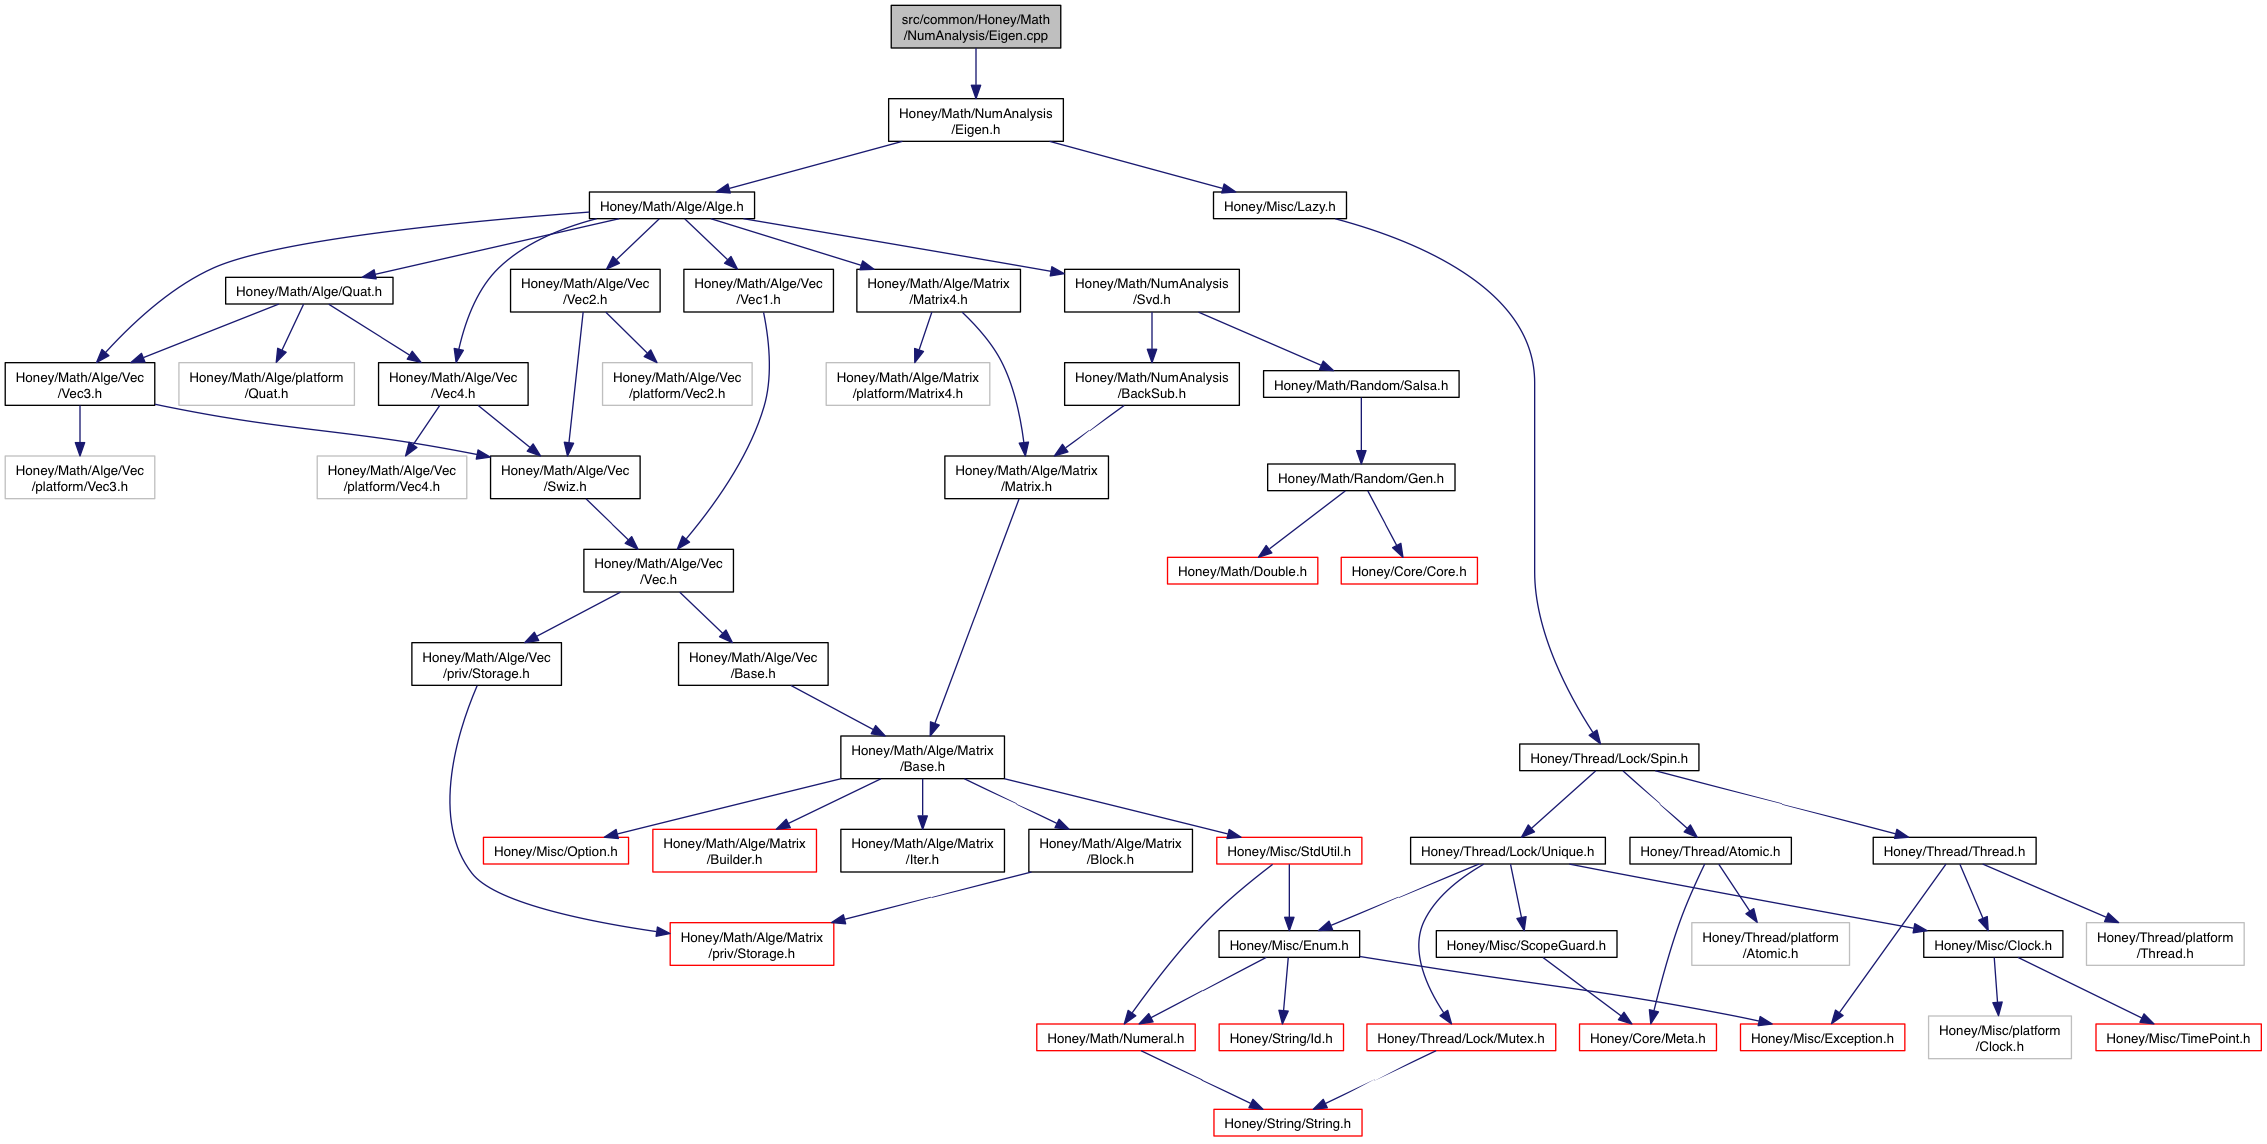 src/common/Honey/Math
/NumAnalysis/Eigen.cpp
Honey/Math/NumAnalysis
/Eigen.h
Honey/Math/Alge/Alge.h
Honey/Misc/Lazy.h
Honey/Math/Alge/Quat.h
Honey/Math/Alge/Vec
/Vec2.h
Honey/Math/Alge/Vec
/Vec1.h
Honey/Math/Alge/Matrix
/Matrix4.h
Honey/Math/NumAnalysis
/Svd.h
Honey/Math/Alge/Vec
/Vec3.h
Honey/Math/Alge/platform
/Quat.h
Honey/Math/Alge/Vec
/Vec4.h
Honey/Math/Alge/Vec
/platform/Vec2.h
Honey/Math/Alge/Matrix
/platform/Matrix4.h
Honey/Math/NumAnalysis
/BackSub.h
Honey/Math/Random/Salsa.h
Honey/Math/Alge/Vec
/platform/Vec3.h
Honey/Math/Alge/Vec
/platform/Vec4.h
Honey/Math/Alge/Vec
/Swiz.h
Honey/Math/Alge/Matrix
/Matrix.h
Honey/Math/Random/Gen.h
Honey/Math/Alge/Vec
/Vec.h
Honey/Math/Double.h
Honey/Core/Core.h
Honey/Math/Alge/Vec
/priv/Storage.h
Honey/Math/Alge/Vec
/Base.h
Honey/Math/Alge/Matrix
/Base.h
Honey/Thread/Lock/Spin.h
Honey/Misc/Option.h
Honey/Math/Alge/Matrix
/Builder.h
Honey/Math/Alge/Matrix
/Iter.h
Honey/Math/Alge/Matrix
/Block.h
Honey/Misc/StdUtil.h
Honey/Thread/Lock/Unique.h
Honey/Thread/Atomic.h
Honey/Thread/Thread.h
Honey/Math/Alge/Matrix
/priv/Storage.h
Honey/Misc/Enum.h
Honey/Misc/ScopeGuard.h
Honey/Thread/platform
/Atomic.h
Honey/Misc/Clock.h
Honey/Thread/platform
/Thread.h
Honey/Math/Numeral.h
Honey/String/Id.h
Honey/Thread/Lock/Mutex.h
Honey/Core/Meta.h
Honey/Misc/Exception.h
Honey/Misc/platform
/Clock.h
Honey/Misc/TimePoint.h
Honey/String/String.h